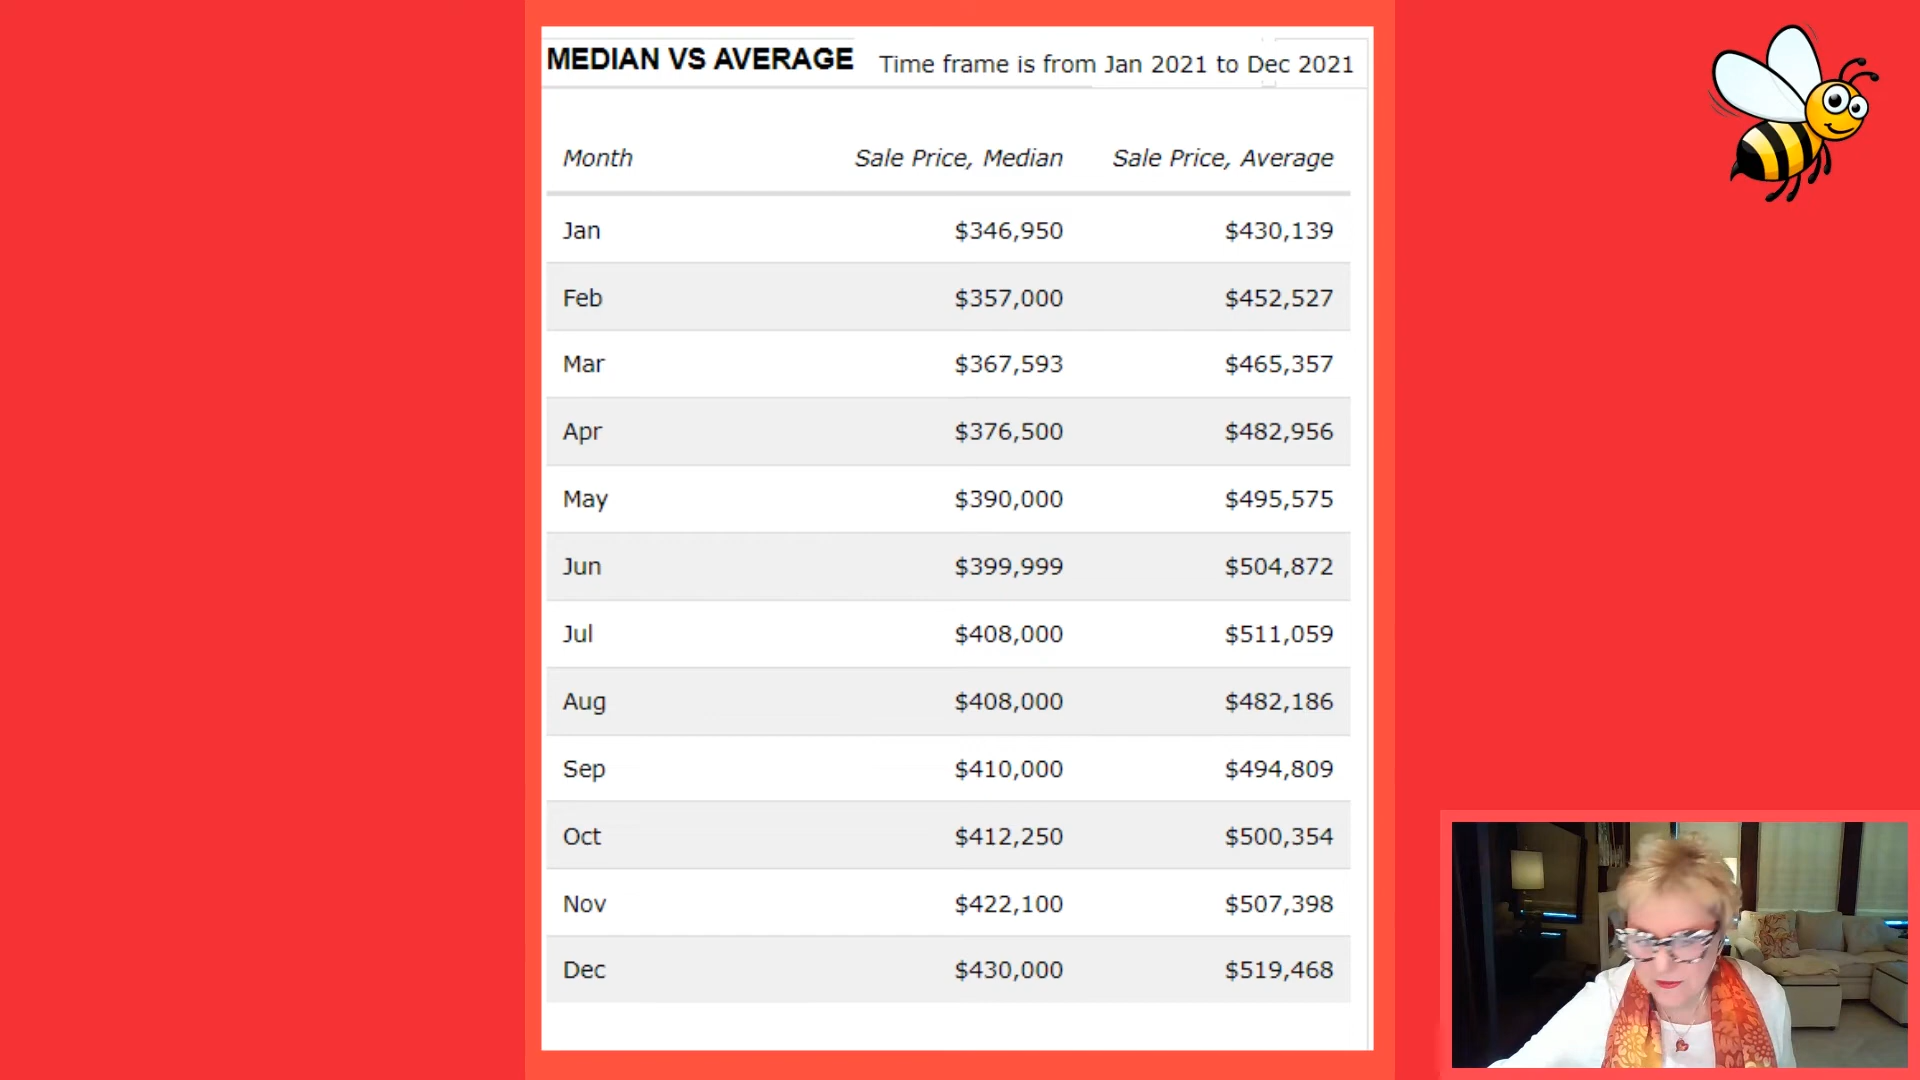 MEDIAN VS AVERAGE Time frame is from Jan 2021 to Dec 2021
Month Sale Price, Median Sale Price, Average
Jan $346,950 $430,139
Feb $357,000 $452,527
Mar $367,593 $465,357
Apr $376,500 $482,956
May $390,000 $495,575
Jun $399,999 $504,872
Jul $408,000 $511,059
Aug $408,000 $482,186
Sep $410,000 $494,809
Oct $412,250 $500,354
Nov $422,100 $507,398
Dec $430,000 $519,468